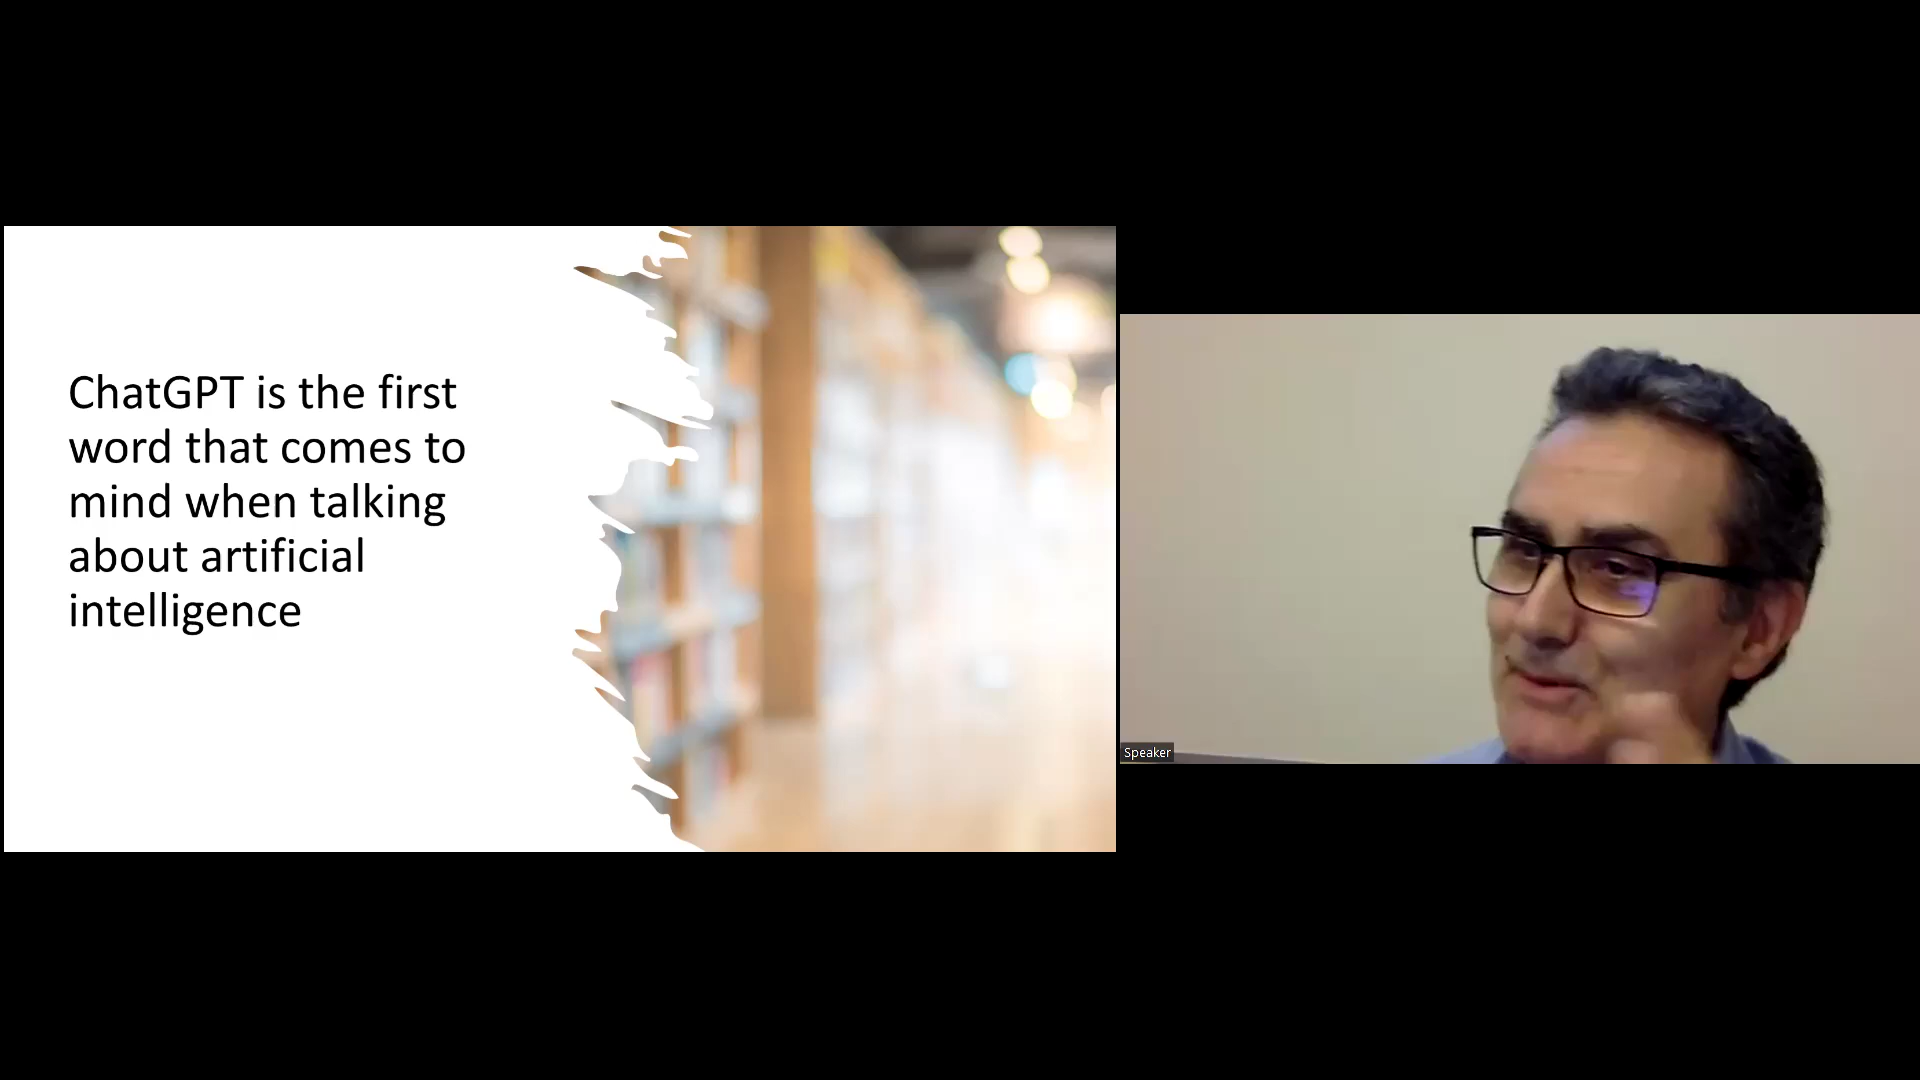 ChatGPT is the first
word that comes to
mind when talking
about artificial
intelligence
Speaker